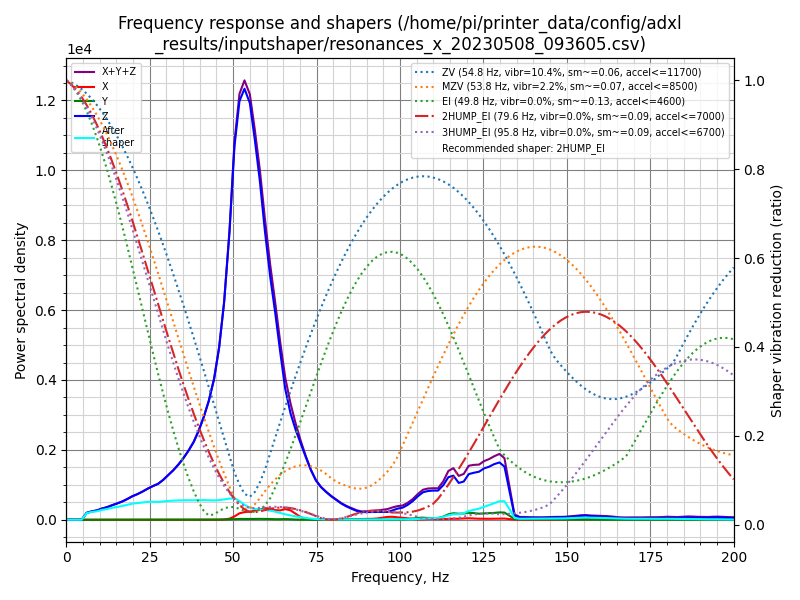 Frequency response and shapers (/home/pi/printer_data/config/adxl
_results/inputshaper/resonances_x_20230508_093605.csv)
1e4
X+Y+Z
X
Y
Z
After
shaper
ZV (54.8 Hz, vibr=10.4%, sm~=0.06, accel<=11700)
MZV (53.8 Hz, vibr=2.2%, sm~=0.07, accel<=8500)
EI (49.8 Hz, vibr=0.0%, sm~=0.13, accel<=4600)
2HUMP_EI (79.6 Hz, vibr=0.0%, sm~=0.09, accel<=7000)
3HUMP_EI (95.8 Hz, vibr=0.0%, sm~=0.09, accel<=6700)
Recommended shaper: 2HUMP_EI
Power spectral density
1.2
1.0
0.8
0.6
0.4
0.2
0.0
1.0
0.8
0.6
0.4
0.2
0.0
Shaper vibration reduction (ratio)
0 25 50 75 100 125 150 175 200
Frequency, Hz